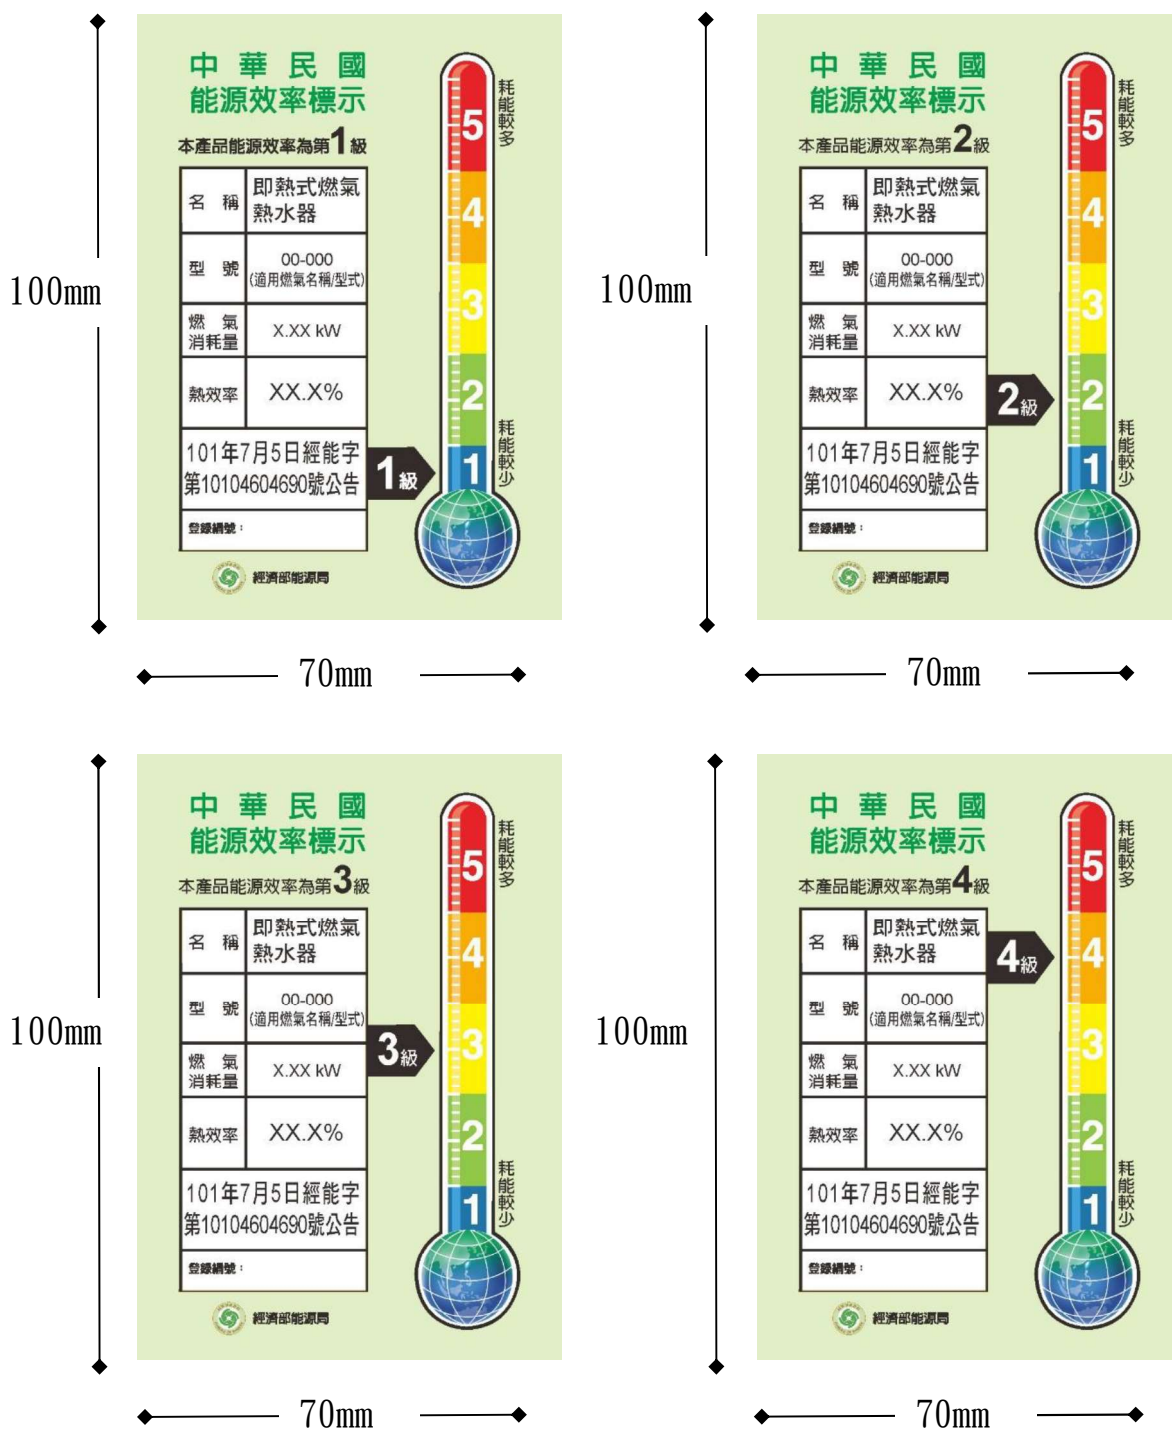 100mm
中華民國
能源效率標示
本產品能源效率為第1級
名稱
即熱式燃氣
熱水器
型號
00-000
(適用燃氣名稱/型式)
燃氣
消耗量
X.XX kW
熱效率
XX.X%
101年7月5日經能字
第10104604690號公告
登錄編號：
經濟部能源局
1級
耗能較多
5
4
3
2
1
耗能較少
70mm
100mm
中華民國
能源效率標示
本產品能源效率為第2級
名稱
即熱式燃氣
熱水器
型號
00-000
(適用燃氣名稱/型式)
燃氣
消耗量
X.XX kW
熱效率
XX.X%
101年7月5日經能字
第10104604690號公告
登錄編號：
經濟部能源局
2級
耗能較多
5
4
3
2
1
耗能較少
70mm
100mm
中華民國
能源效率標示
本產品能源效率為第3級
名稱
即熱式燃氣
熱水器
型號
00-000
(適用燃氣名稱/型式)
燃氣
消耗量
X.XX kW
熱效率
XX.X%
101年7月5日經能字
第10104604690號公告
登錄編號：
經濟部能源局
3級
耗能較多
5
4
3
2
1
耗能較少
70mm
100mm
中華民國
能源效率標示
本產品能源效率為第4級
名稱
即熱式燃氣
熱水器
型號
00-000
(適用燃氣名稱/型式)
燃氣
消耗量
X.XX kW
熱效率
XX.X%
101年7月5日經能字
第10104604690號公告
登錄編號：
經濟部能源局
4級
耗能較多
5
4
3
2
1
耗能較少
70mm